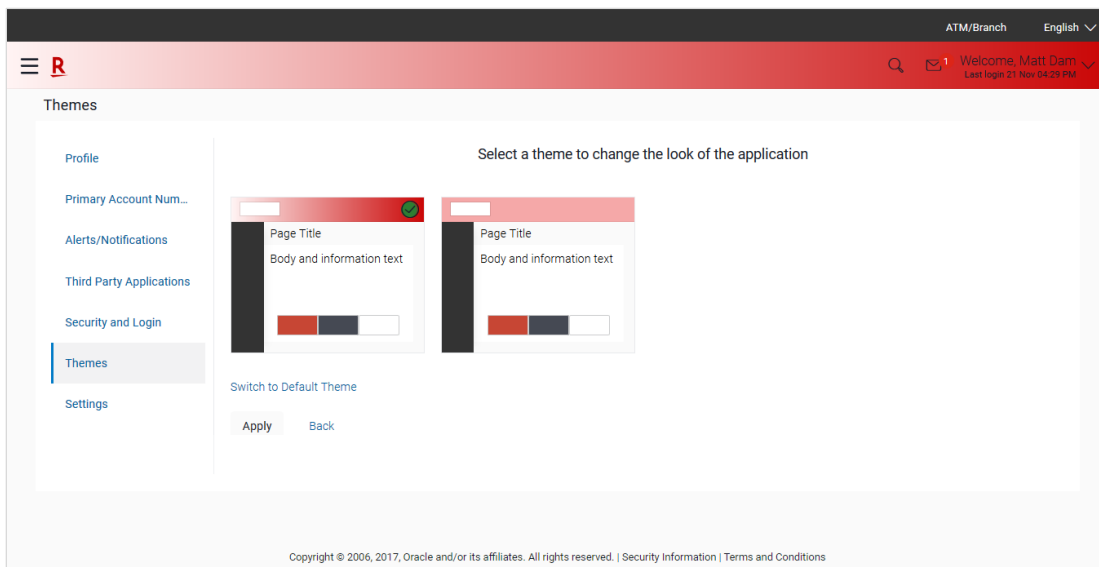 ATM/Branch English
R 1 Welcome, Matt Dam
Last login 21 Nov 04:29 PM
Themes
Profile
Primary Account Num...
Alerts/Notifications
Third Party Applications
Security and Login
Themes
Settings
Select a theme to change the look of the application
Page Title
Body and information text
Page Title
Body and information text
Switch to Default Theme
Apply Back
Copyright © 2006, 2017, Oracle and/or its affiliates. All rights reserved. | Security Information | Terms and Conditions